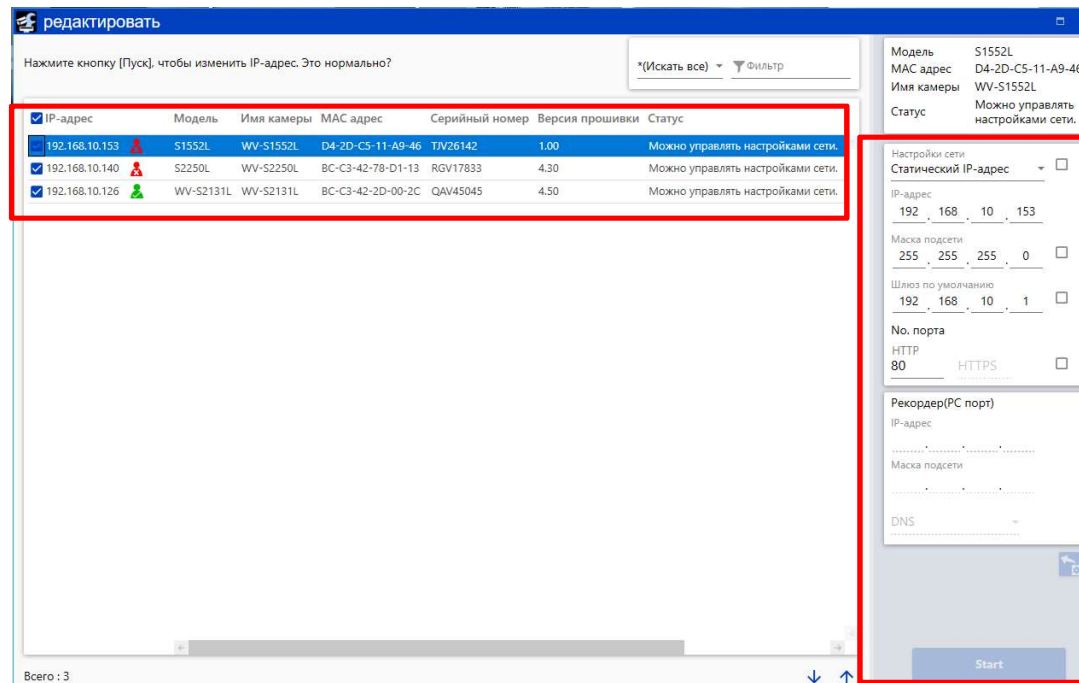 редактировать
Нажмите кнопку [Пуск], чтобы изменить IP-адрес. Это нормально?
*(Искать все) Фильтр
IP-адрес Модель Имя камеры MAC адрес Серийный номер Версия прошивки Статус
192.168.10.153 S1552L WV-S1552L D4-2D-C5-11-A9-46 TJV26142 1.00 Можно управлять настройками сети.
192.168.10.140 S2250L WV-S2250L BC-C3-42-78-D1-13 RGV17833 4.30 Можно управлять настройками сети.
192.168.10.126 WV-S2131L WV-S2131L BC-C3-42-2D-00-2C QAV45045 4.50 Можно управлять настройками сети.
Всего : 3
Модель S1552L
MAC адрес D4-2D-C5-11-A9-46
Имя камеры WV-S1552L
Статус Можно управлять
настройками сети.
Настройки сети
Статический IP-адрес
IP-адрес
192 . 168 . 10 . 153
Маска подсети
255 . 255 . 255 . 0
Шлюз по умолчанию
192 . 168 . 10 . 1
No. порта
HTTP
80 HTTPS
Рекордер(PC порт)
IP-адрес
Маска подсети
DNS
Start